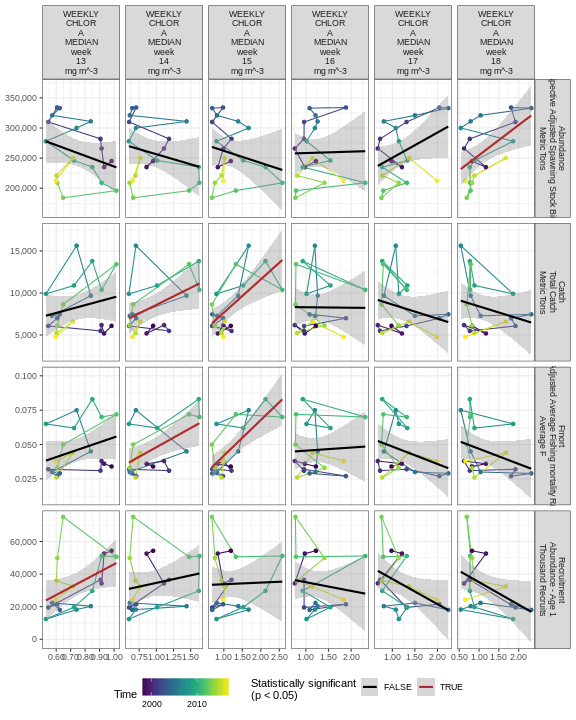 WEEKLY
CHLOR
A
MEDIAN
week
13
mg m^-3
WEEKLY
CHLOR
A
MEDIAN
week
14
mg m^-3
WEEKLY
CHLOR
A
MEDIAN
week
15
mg m^-3
WEEKLY
CHLOR
A
MEDIAN
week
16
mg m^-3
WEEKLY
CHLOR
A
MEDIAN
week
17
mg m^-3
WEEKLY
CHLOR
A
MEDIAN
week
18
mg m^-3
350,000
300,000
250,000
200,000
Abundance
Adjusted Spawning Stock
Metric Tons
15,000
10,000
5,000
Catch
Total Catch
Metric Tons
0.100
0.075
0.050
0.025
Fmort
Average Fishing mortality
Average F
60,000
40,000
20,000
0
Recruitment
Abundance - Age 1
Thousand Recruits
0.60 0.70 0.80 0.90 1.00
0.75 1.00 1.25 1.50
1.00 1.50 2.00 2.50
1.00 2.00
1.00 2.00
0.50 1.00 2.00
Time
2000 2010
Statistically significant
(p < 0.05)
FALSE
TRUE